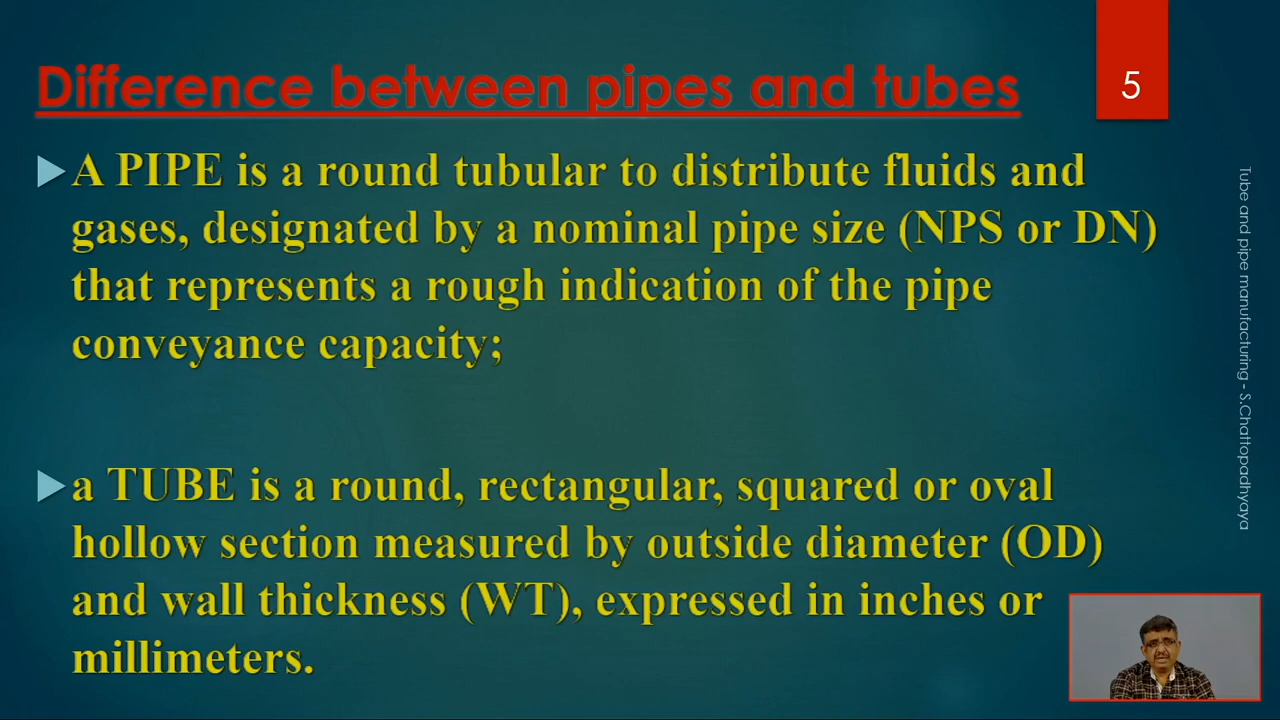 Difference between pipes and tubes
5
A PIPE is a round tubular to distribute fluids and
gases, designated by a nominal pipe size (NPS or DN)
that represents a rough indication of the pipe
conveyance capacity;
a TUBE is a round, rectangular, squared or oval
hollow section measured by outside diameter (OD)
and wall thickness (WT), expressed in inches or
millimeters.
Tube and pipe manufacturing - S.Chattopadhyaya